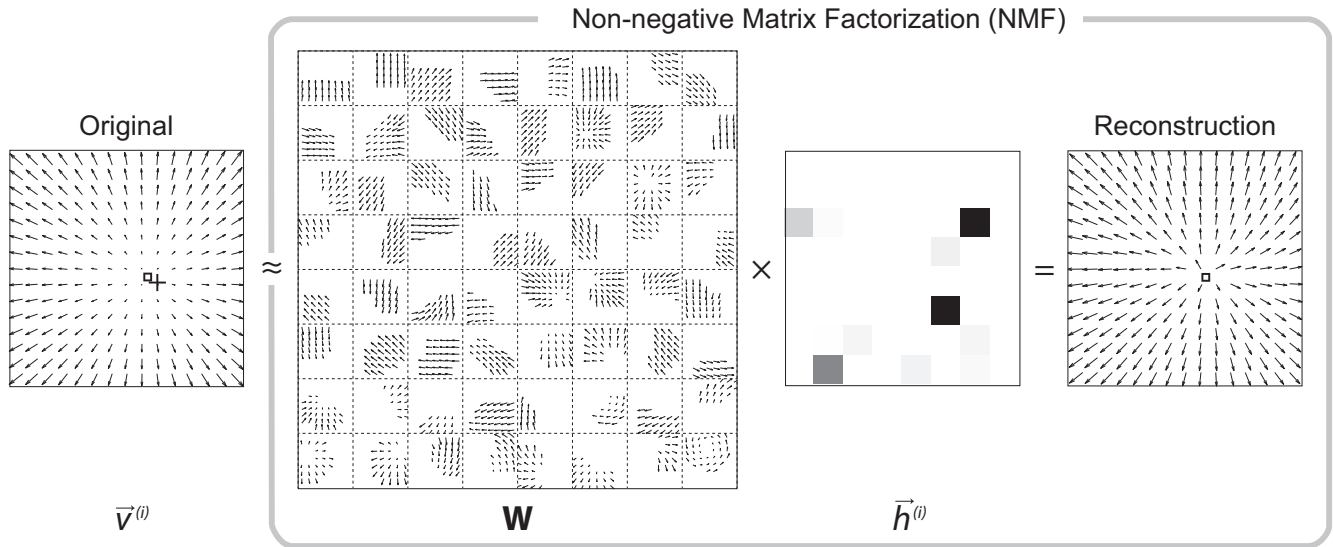 Non-negative Matrix Factorization (NMF)
Original
Reconstruction
≈
×
=
v⃗ (i)
W
h⃗ (i)